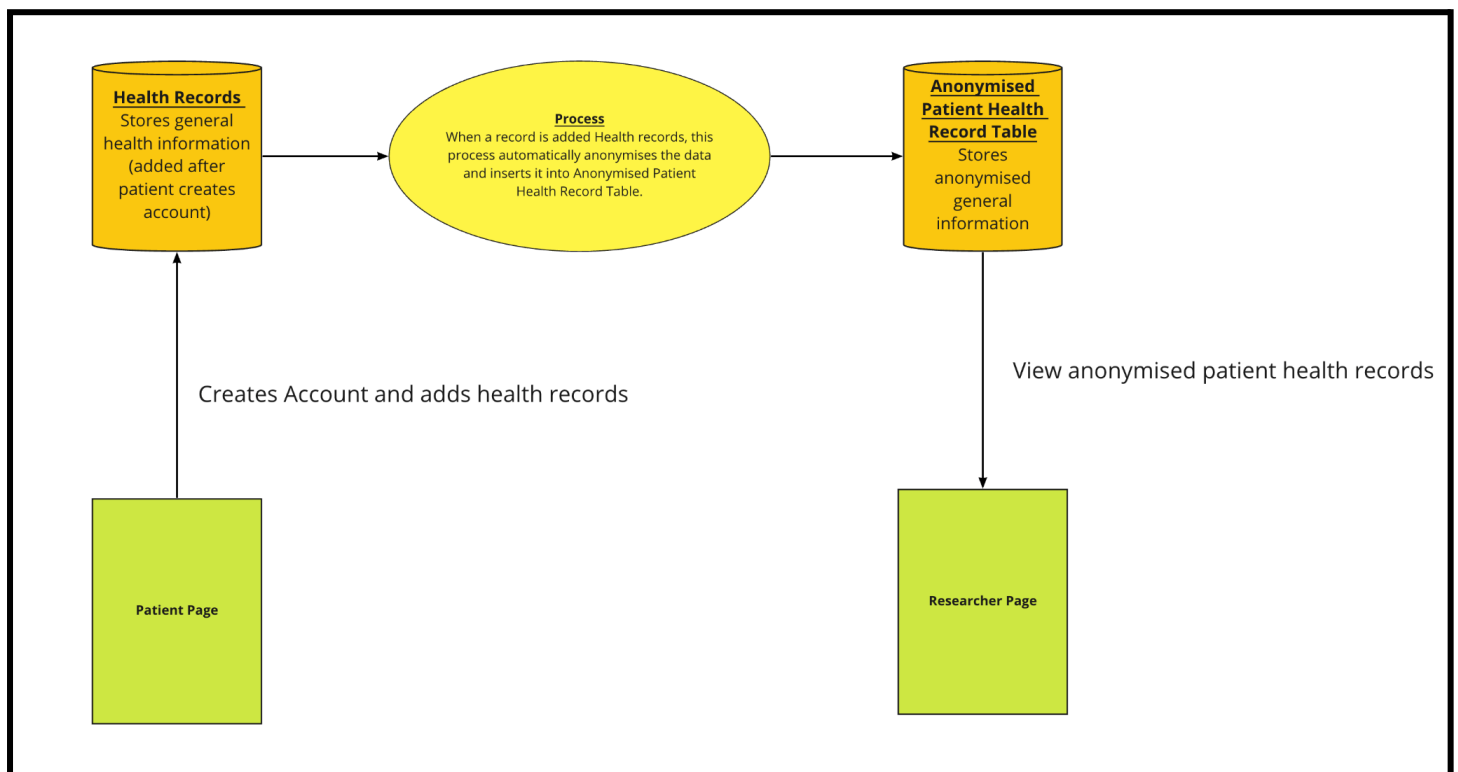 Health Records
Stores general
health information
(added after
patient creates
account)
Process
When a record is added Health records, this
process automatically anonymises the data
and inserts it into Anonymised Patient
Health Record Table.
Anonymised
Patient Health
Record Table
Stores
anonymised
general
information
Creates Account and adds health records
View anonymised patient health records
Patient Page
Researcher Page